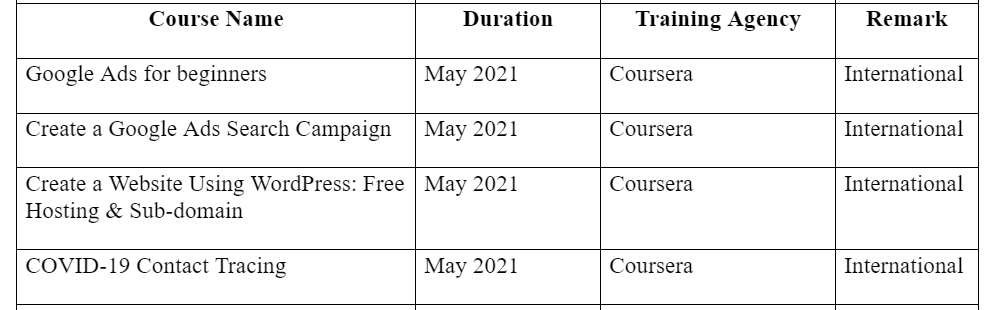 Course Name Duration Training Agency Remark
Google Ads for beginners May 2021 Coursera International
Create a Google Ads Search Campaign May 2021 Coursera International
Create a Website Using WordPress: Free May 2021 Coursera International
Hosting & Sub-domain
COVID-19 Contact Tracing May 2021 Coursera International